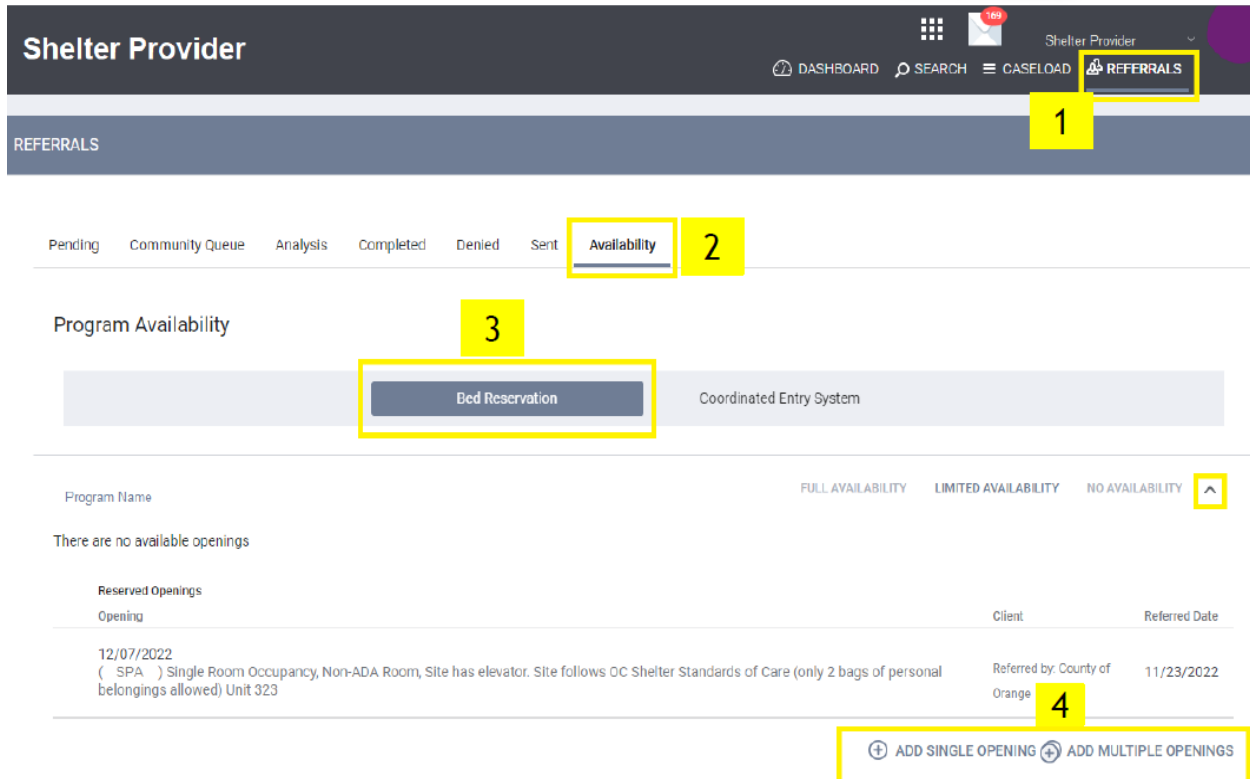 169
Shelter Provider
Shelter Provider
DASHBOARD SEARCH CASELOAD REFERRALS
1
REFERRALS
Pending Community Queue Analysis Completed Denied Sent Availability 2
Program Availability
3
Bed Reservation Coordinated Entry System
Program Name FULL AVAILABILITY LIMITED AVAILABILITY NO AVAILABILITY
There are no available openings
Reserved Openings
Opening Client Referred Date
12/07/2022
( SPA ) Single Room Occupancy, Non-ADA Room, Site has elevator. Site follows OC Shelter Standards of Care (only 2 bags of personal
belongings allowed) Unit 323
Referred by: County of
Orange
11/23/2022
4
ADD SINGLE OPENING ADD MULTIPLE OPENINGS